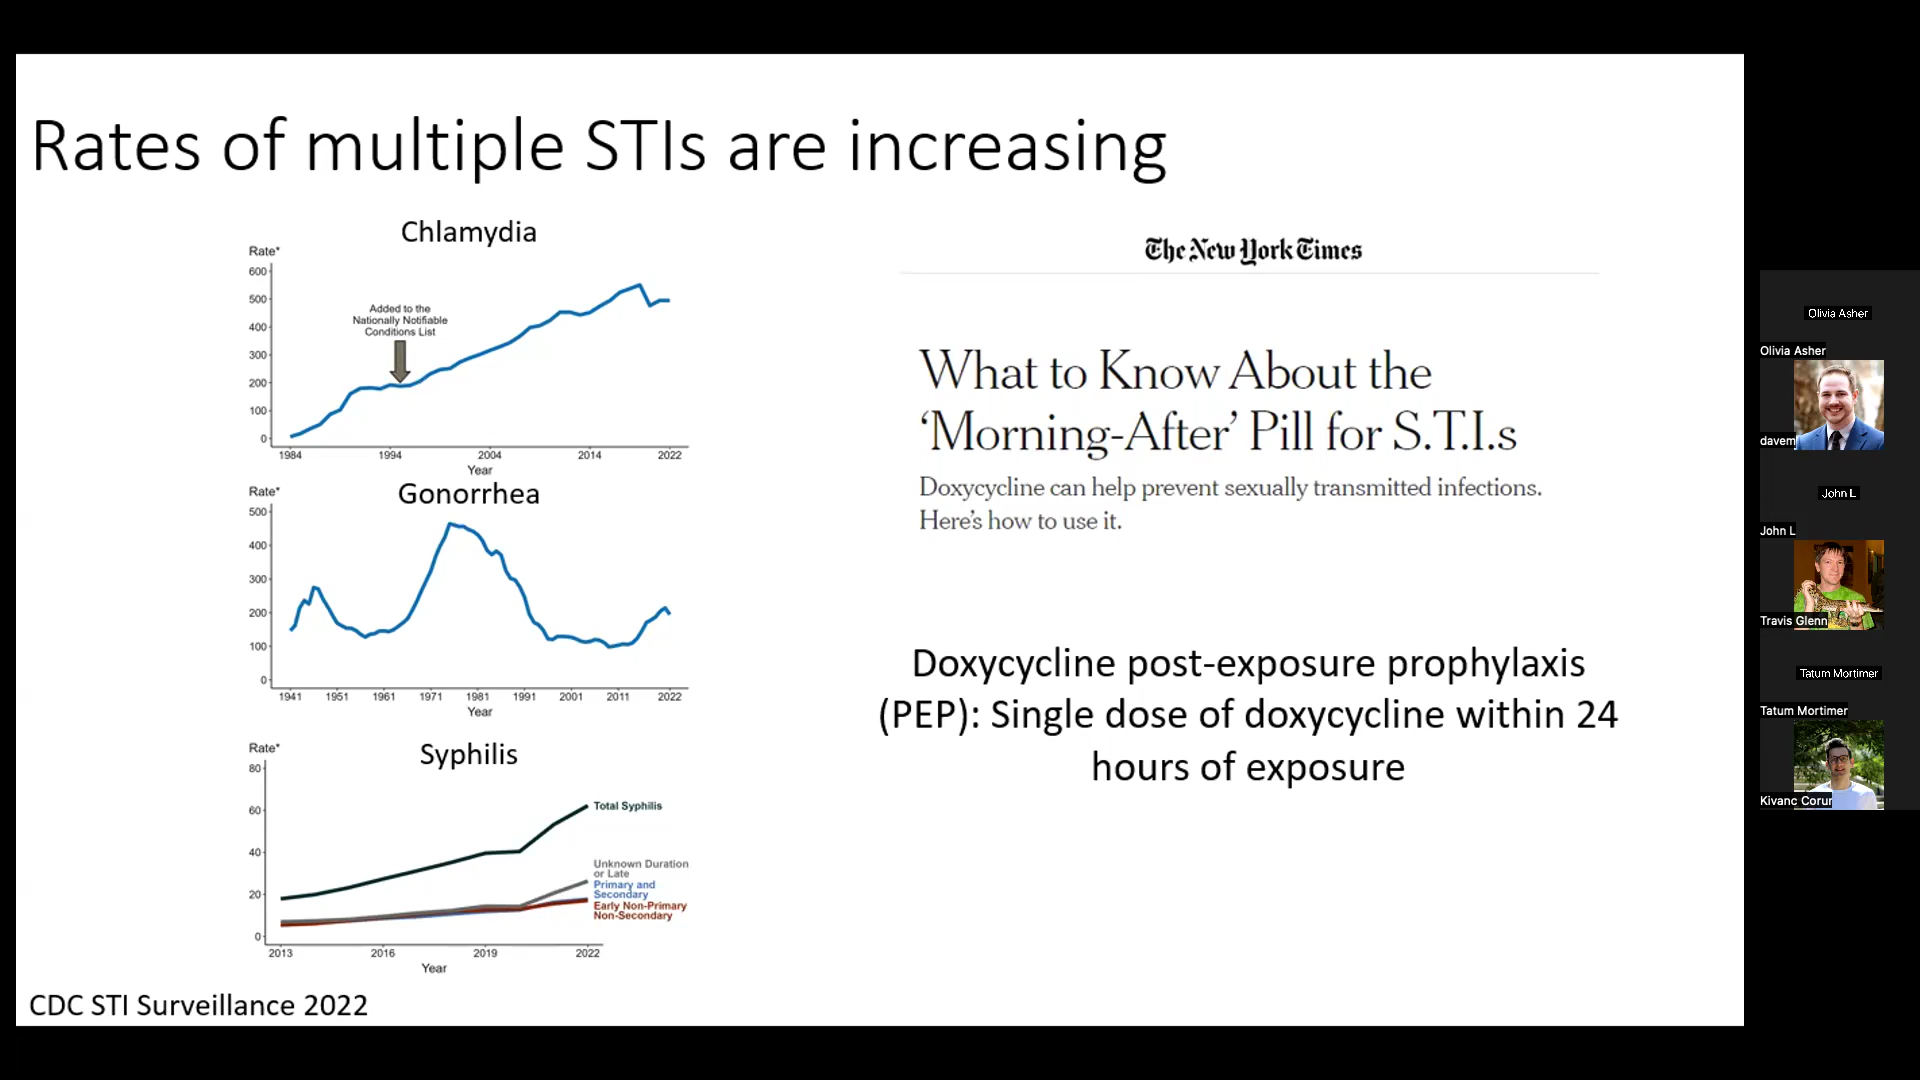 Rates of multiple STIs are increasing
Chlamydia
Rate*
600
500
400
300
200
100
0
Added to the
Nationally Notifiable
Conditions List
1984 1994 2004 2014 2022
Year
Gonorrhea
Rate*
500
400
300
200
100
0
1941 1951 1961 1971 1981 1991 2001 2011 2022
Year
Syphilis
Rate*
80
60
40
20
0
Total Syphilis
Unknown Duration
or Late
Primary and
Secondary
Early Non-Primary
Non-Secondary
2013 2016 2019 2022
Year
CDC STI Surveillance 2022
The New York Times
What to Know About the
‘Morning-After’ Pill for S.T.I.s
Doxycycline can help prevent sexually transmitted infections.
Here’s how to use it.
Doxycycline post-exposure prophylaxis
(PEP): Single dose of doxycycline within 24
hours of exposure
Olivia Asher
Olivia Asher
davem
John L
John L
Travis Glenn
Tatum Mortimer
Tatum Mortimer
Kivanc Corur